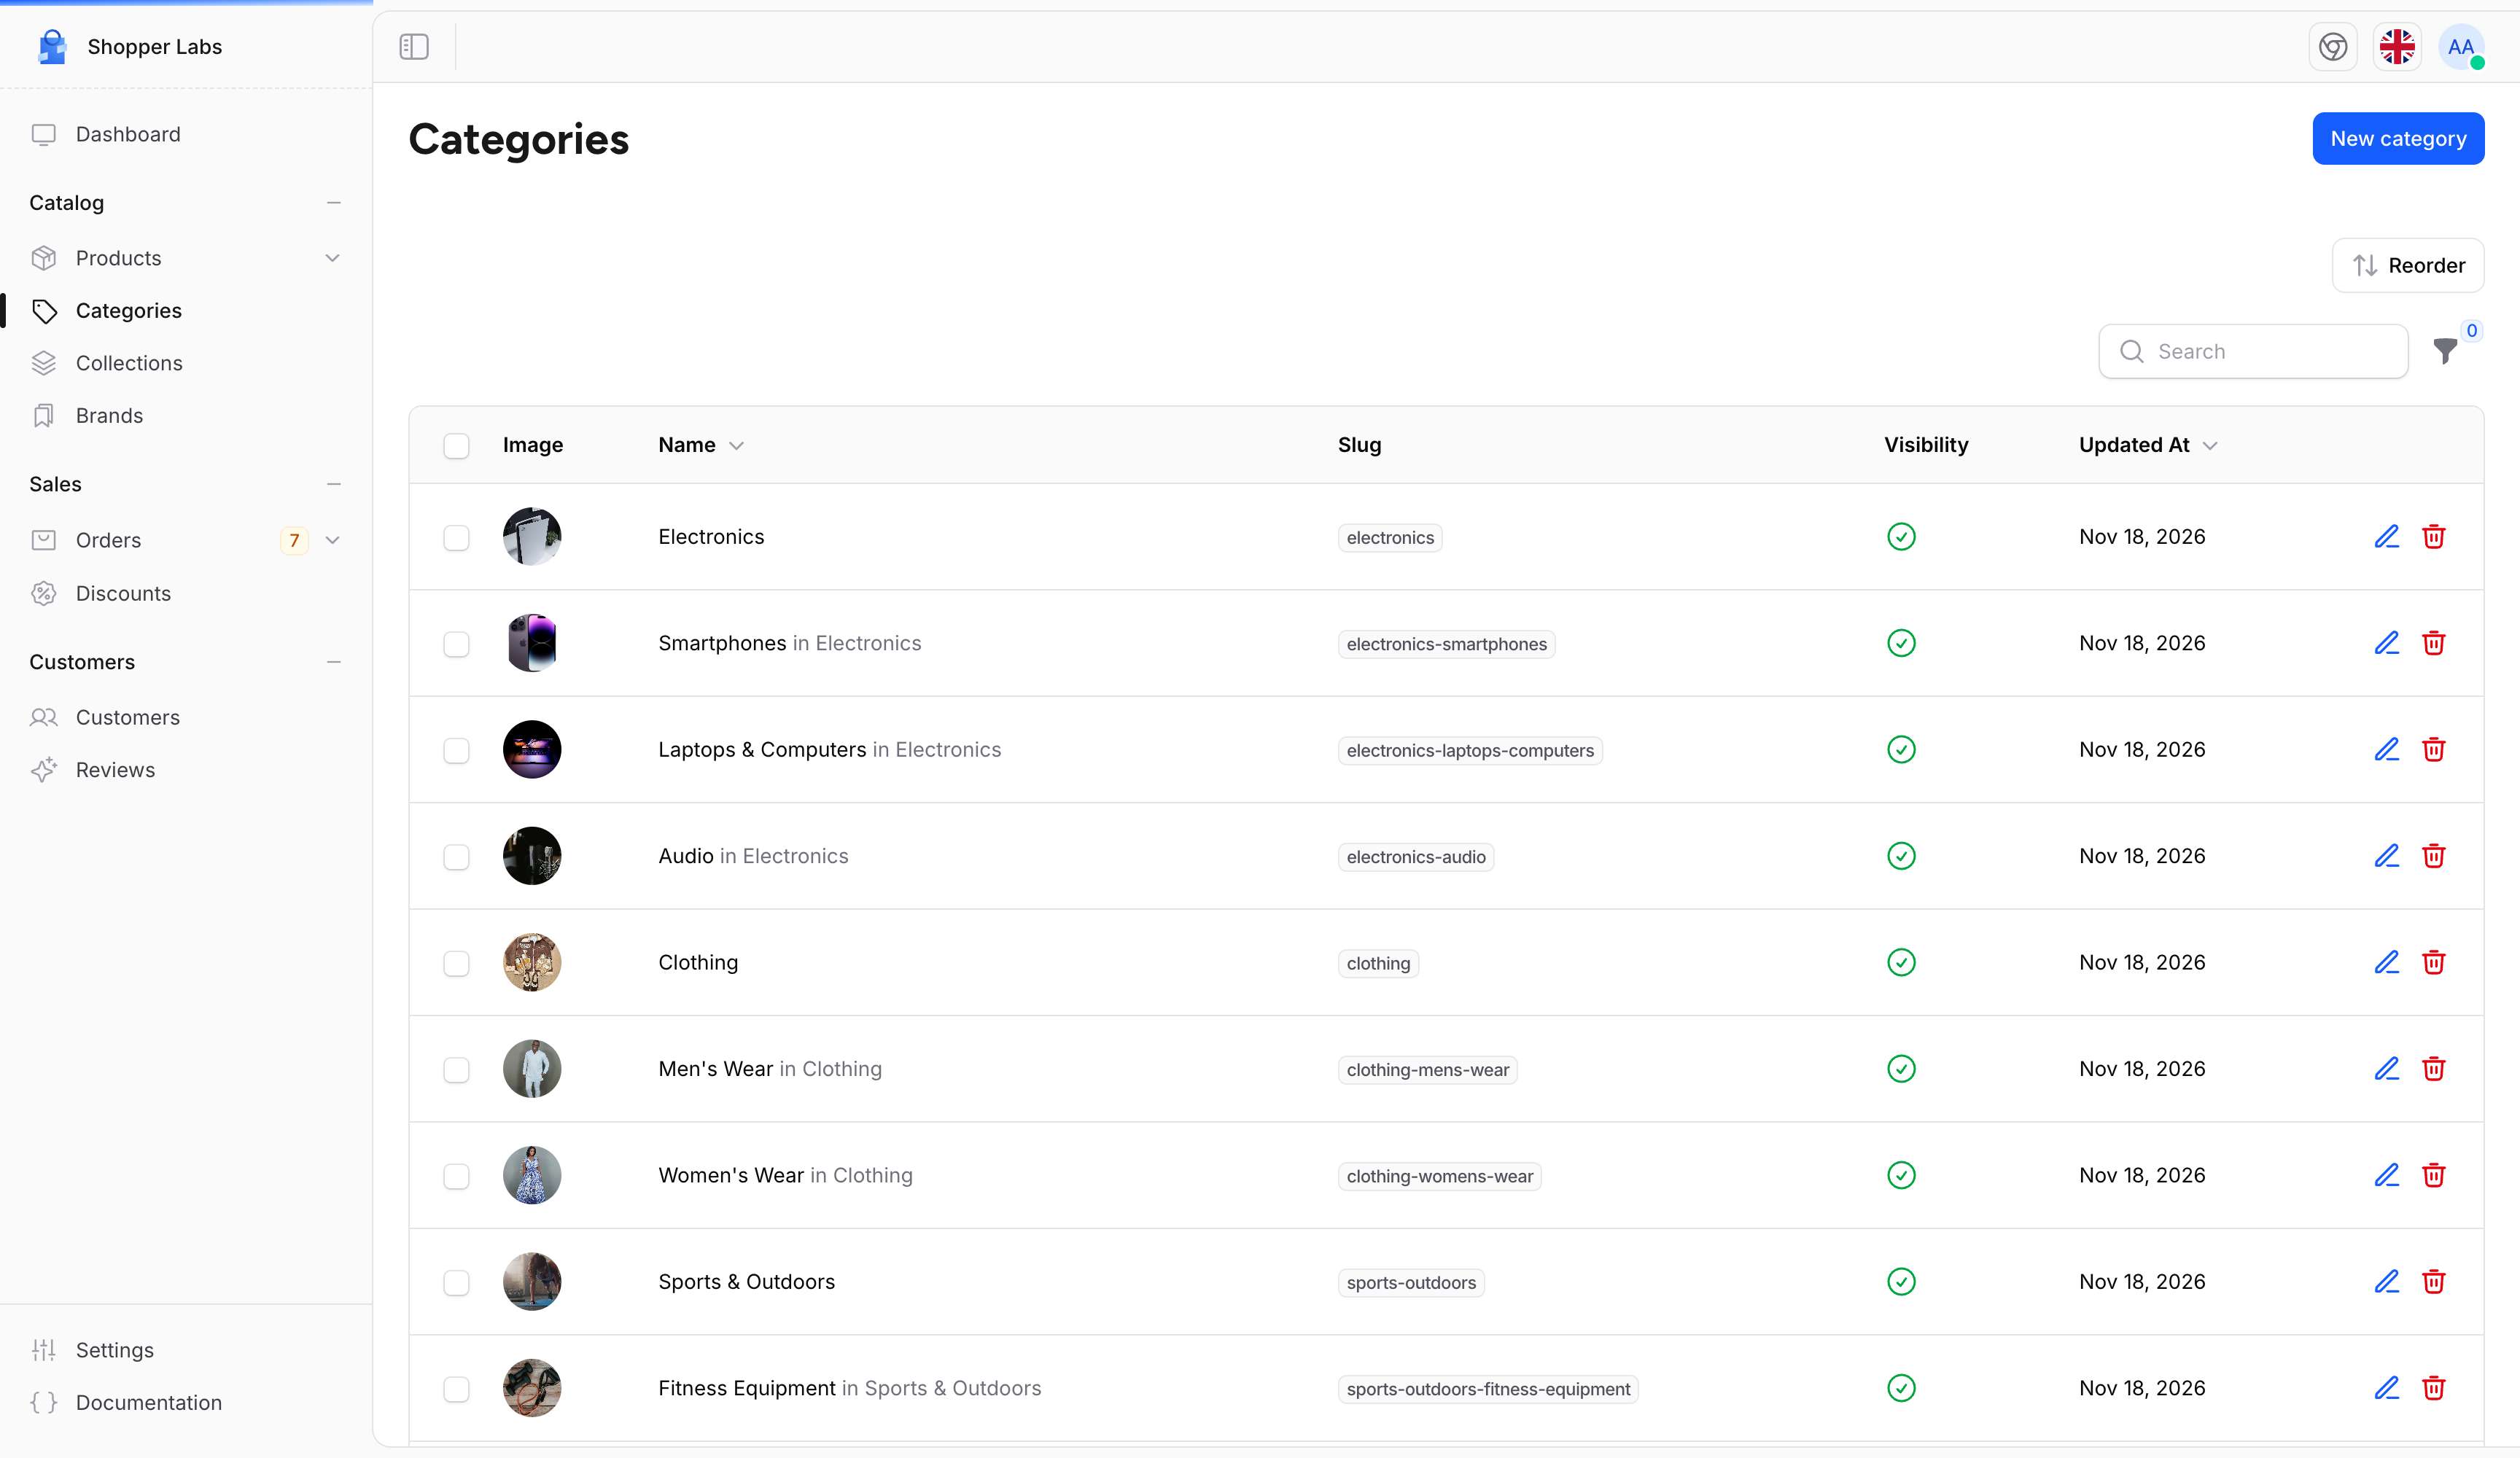 Shopper Labs
AA
Dashboard
Catalog
Products
Categories
Collections
Brands
Sales
Orders 7
Discounts
Customers
Customers
Reviews
Settings
Documentation
Categories
New category
Reorder
Search
0
Image Name Slug Visibility Updated At
Electronics electronics Nov 18, 2026
Smartphones in Electronics electronics-smartphones Nov 18, 2026
Laptops & Computers in Electronics electronics-laptops-computers Nov 18, 2026
Audio in Electronics electronics-audio Nov 18, 2026
Clothing clothing Nov 18, 2026
Men's Wear in Clothing clothing-mens-wear Nov 18, 2026
Women's Wear in Clothing clothing-womens-wear Nov 18, 2026
Sports & Outdoors sports-outdoors Nov 18, 2026
Fitness Equipment in Sports & Outdoors sports-outdoors-fitness-equipment Nov 18, 2026